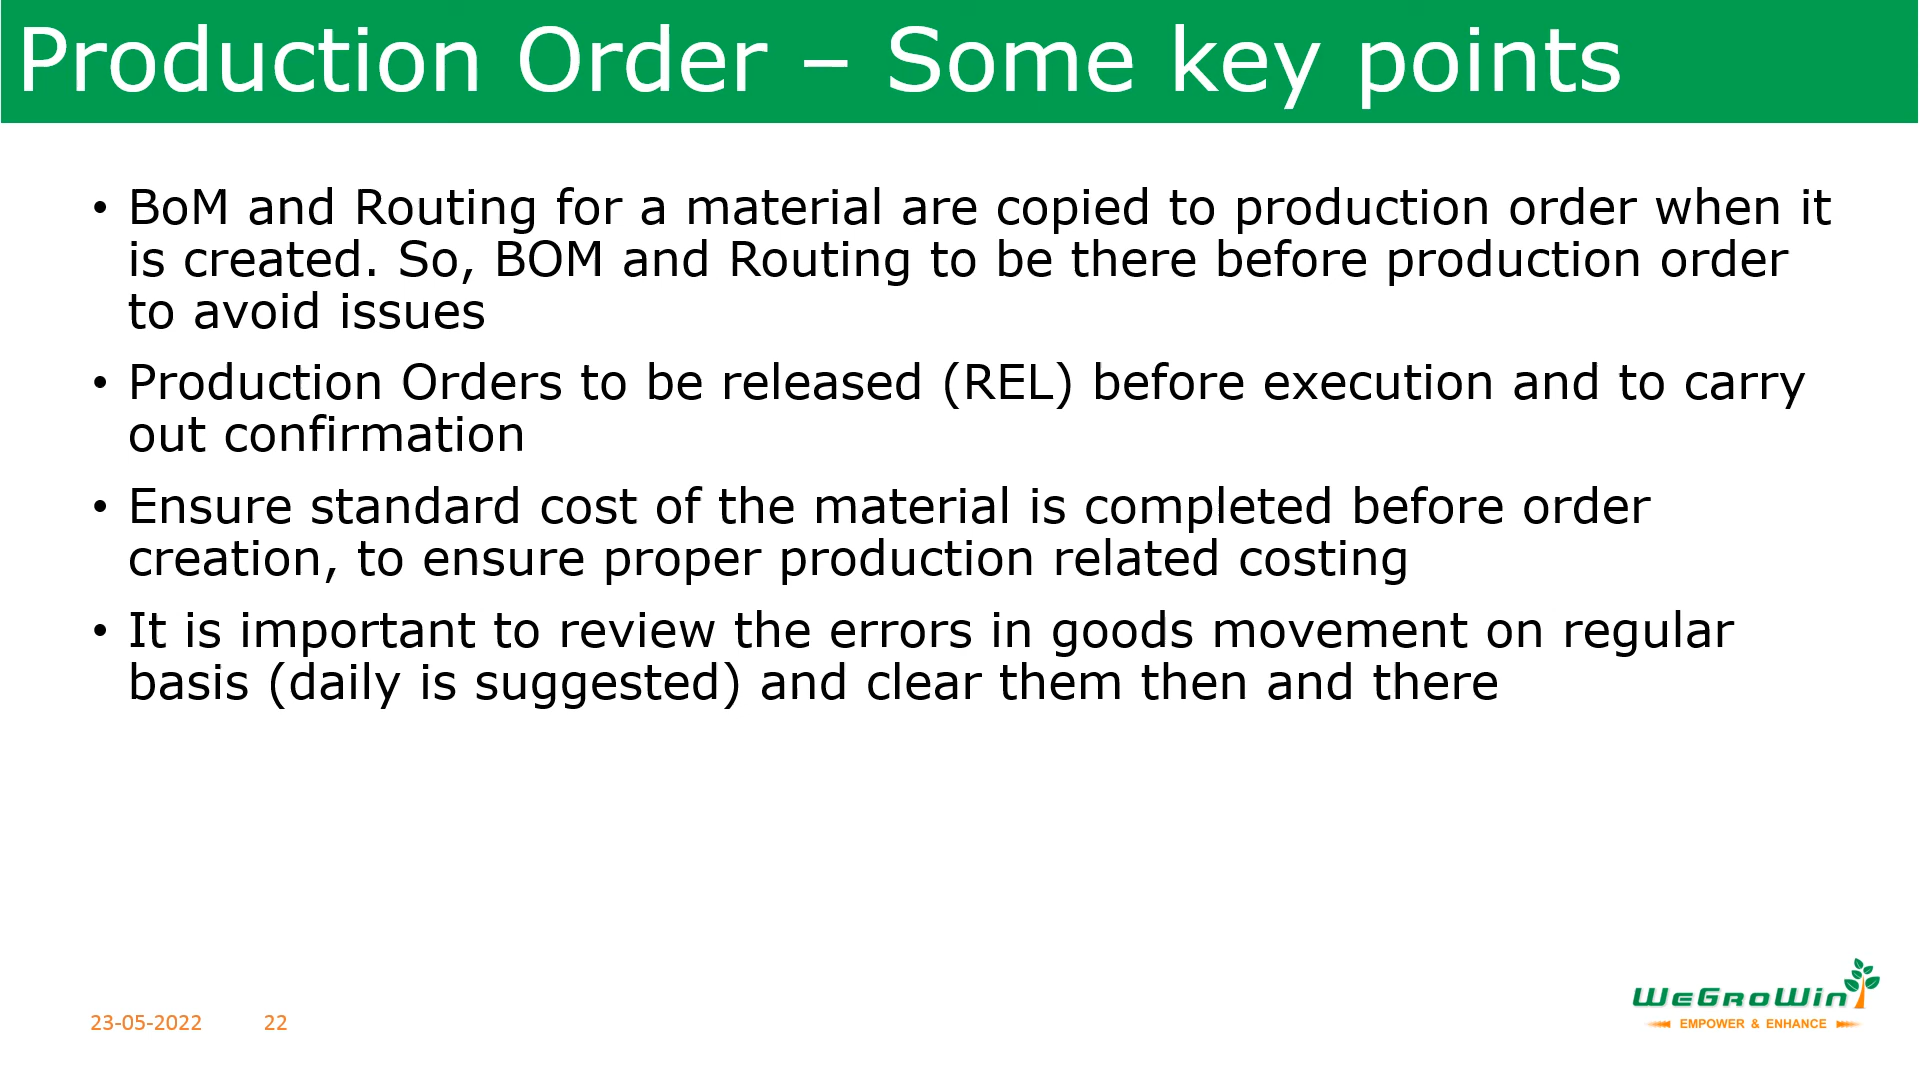 Production Order – Some key points
• BoM and Routing for a material are copied to production order when it
is created. So, BOM and Routing to be there before production order
to avoid issues
• Production Orders to be released (REL) before execution and to carry
out confirmation
• Ensure standard cost of the material is completed before order
creation, to ensure proper production related costing
• It is important to review the errors in goods movement on regular
basis (daily is suggested) and clear them then and there
23-05-2022 22
WeGroWin
EMPOWER & ENHANCE